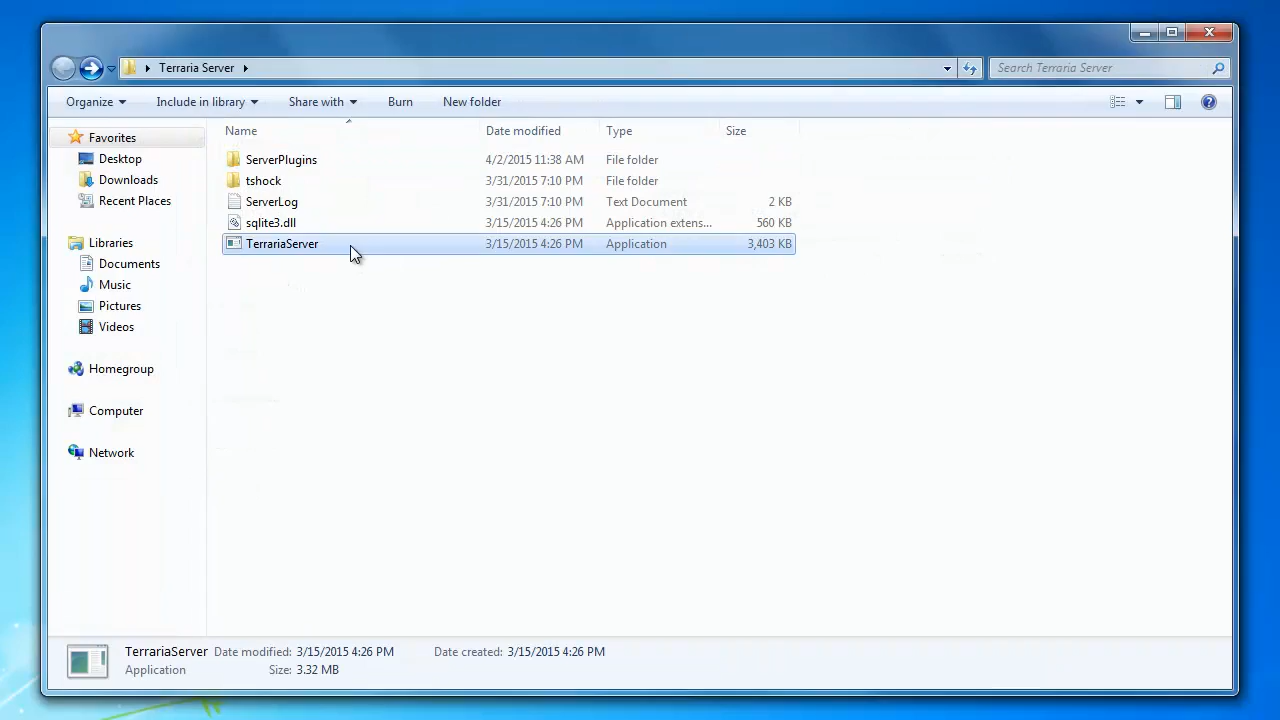 Terraria Server
Search Terraria Server
Organize Include in library Share with Burn New folder
Name Date modified Type Size
Favorites
Desktop
Downloads
Recent Places
Libraries
Documents
Music
Pictures
Videos
Homegroup
Computer
Network
ServerPlugins 4/2/2015 11:38 AM File folder
tshock 3/31/2015 7:10 PM File folder
ServerLog 3/31/2015 7:10 PM Text Document 2 KB
sqlite3.dll 3/15/2015 4:26 PM Application extens... 560 KB
TerrariaServer 3/15/2015 4:26 PM Application 3,403 KB
TerrariaServer Date modified: 3/15/2015 4:26 PM Date created: 3/15/2015 4:26 PM
Application Size: 3.32 MB